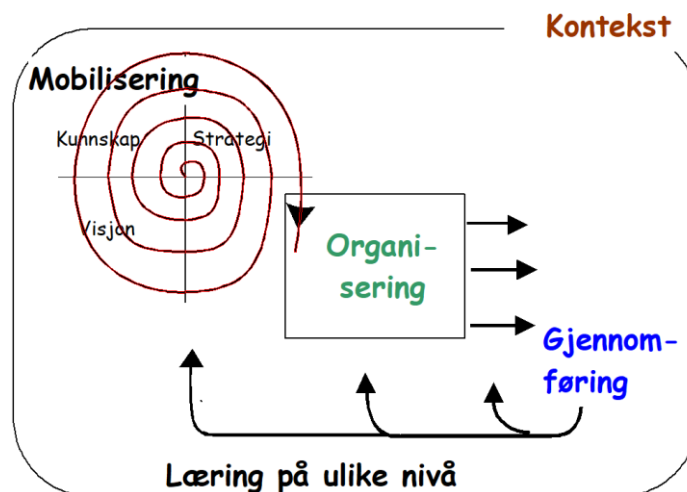 Kontekst
Mobilisering
Kunnskap
Strategi
Visjon
Organi-
sering
Gjennom-
føring
Læring på ulike nivå